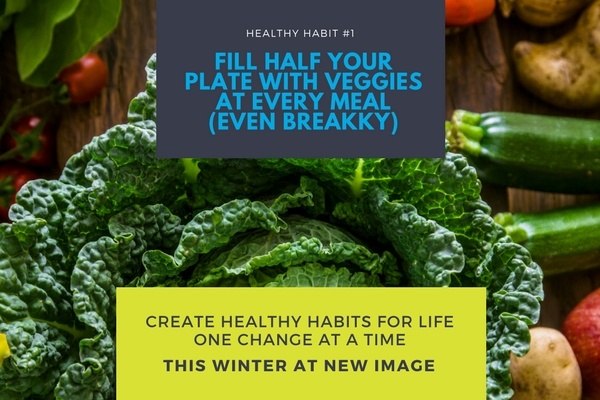 HEALTHY HABIT #1
FILL HALF YOUR
PLATE WITH VEGGIES
AT EVERY MEAL
(EVEN BREAKKY)
CREATE HEALTHY HABITS FOR LIFE
ONE CHANGE AT A TIME
THIS WINTER AT NEW IMAGE